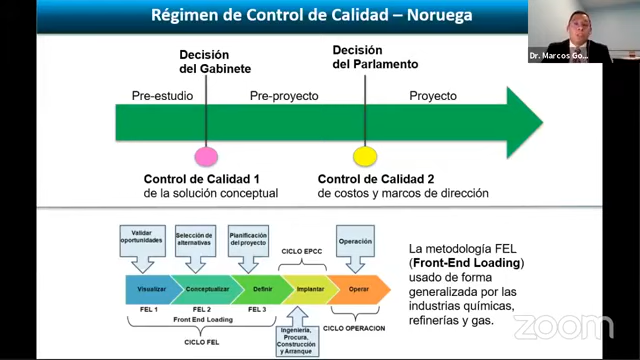 Régimen de Control de Calidad – Noruega
Dr. Marcos Go...
Decisión
del Gabinete
Decisión
del Parlamento
Pre-estudio
Pre-proyecto
Proyecto
Control de Calidad 1
de la solución conceptual
Control de Calidad 2
de costos y marcos de dirección
Validar
oportunidades
Selección de
alternativas
Planificación
del proyecto
CICLO EPCC
Operación
Visualizar
Conceptualizar
Definir
Implantar
Operar
FEL 1
FEL 2
FEL 3
Front End Loading
CICLO FEL
Ingeniería,
Procura,
Construcción
y Arranque
CICLO OPERACION
La metodología FEL
(Front-End Loading)
usado de forma
generalizada por las
industrias químicas,
refinerías y gas.
zoom